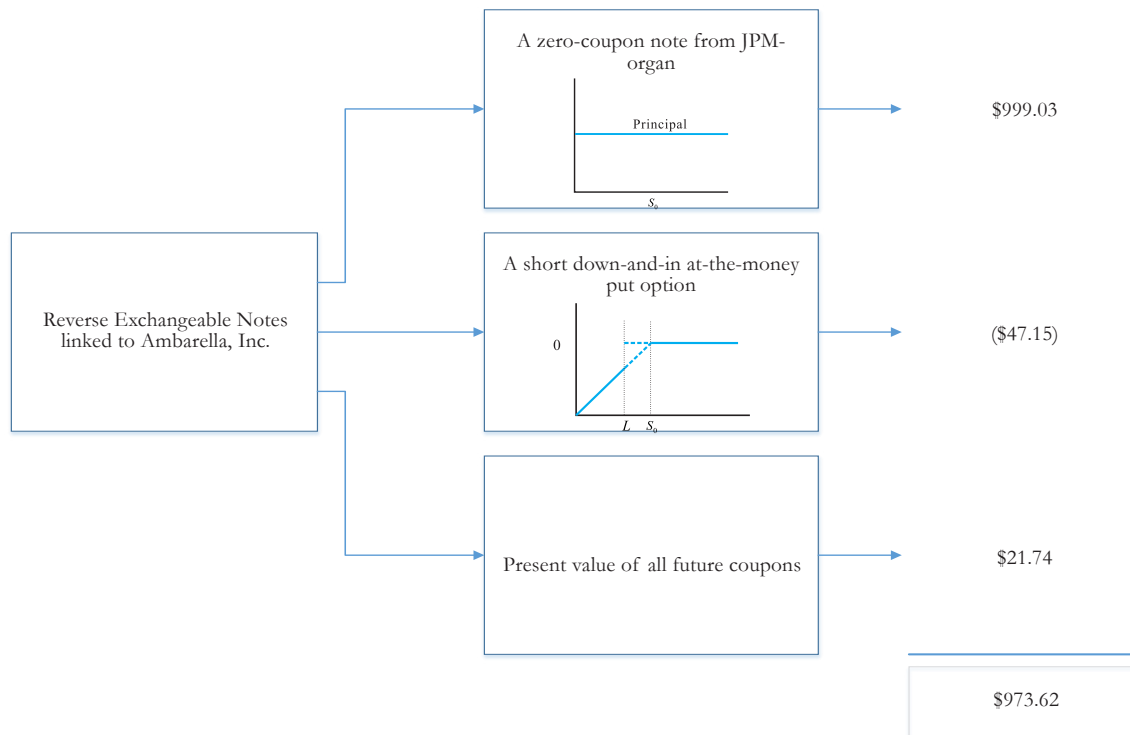 A zero-coupon note from JPM-
organ
Principal
S₀
$999.03
Reverse Exchangeable Notes
linked to Ambarella, Inc.
A short down-and-in at-the-money
put option
0
L S₀
($47.15)
Present value of all future coupons
$21.74
$973.62